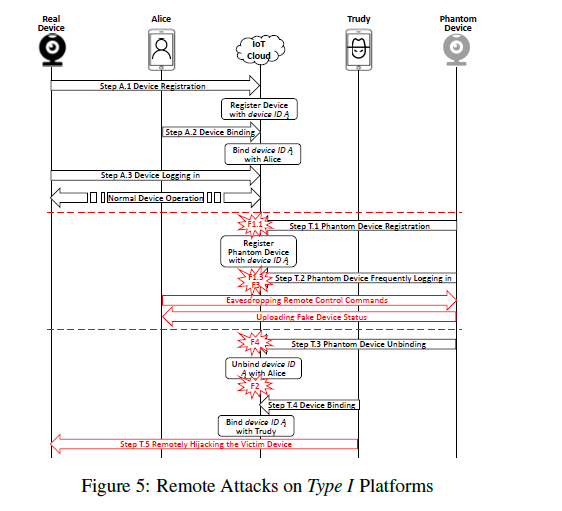 Real
Device
Alice
IoT
Cloud
Trudy
Phantom
Device
Step A.1 Device Registration
Register Device
with device ID A
Step A.2 Device Binding
Bind device ID A
with Alice
Step A.3 Device Logging in
Normal Device Operation
F1.1
Step T.1 Phantom Device Registration
Register
Phantom Device
with device ID A
F1.3
F3
Step T.2 Phantom Device Frequently Logging in
Eavesdropping Remote Control Commands
Uploading Fake Device Status
F4
Step T.3 Phantom Device Unbinding
Unbind device ID
A with Alice
F2
Step T.4 Device Binding
Bind device ID A
with Trudy
Step T.5 Remotely Hijacking the Victim Device
Figure 5: Remote Attacks on Type I Platforms